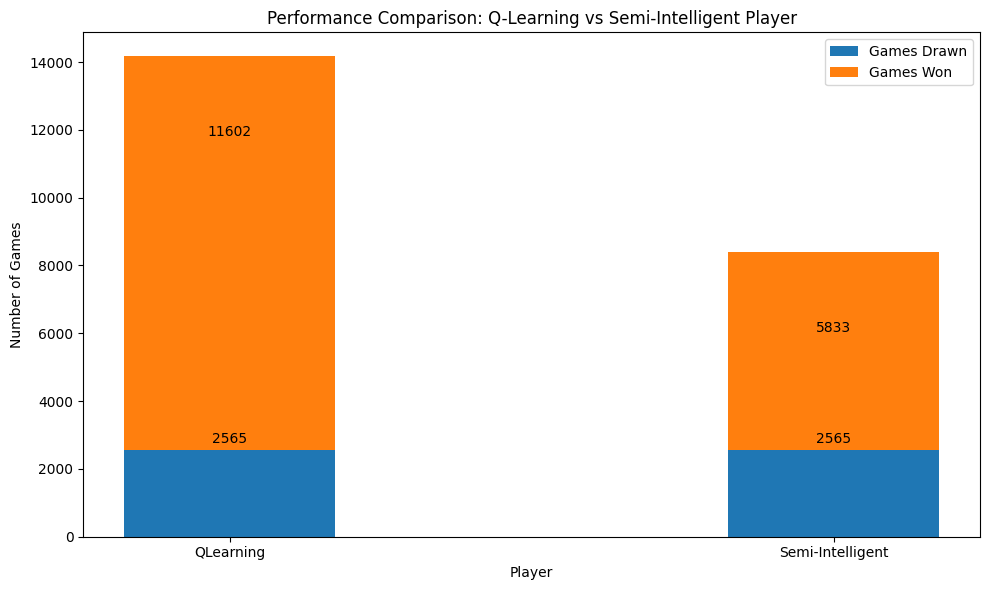 Performance Comparison: Q-Learning vs Semi-Intelligent Player
Games Drawn
Games Won
14000
12000
10000
8000
6000
4000
2000
0
Number of Games
11602
2565
5833
2565
QLearning
Semi-Intelligent
Player